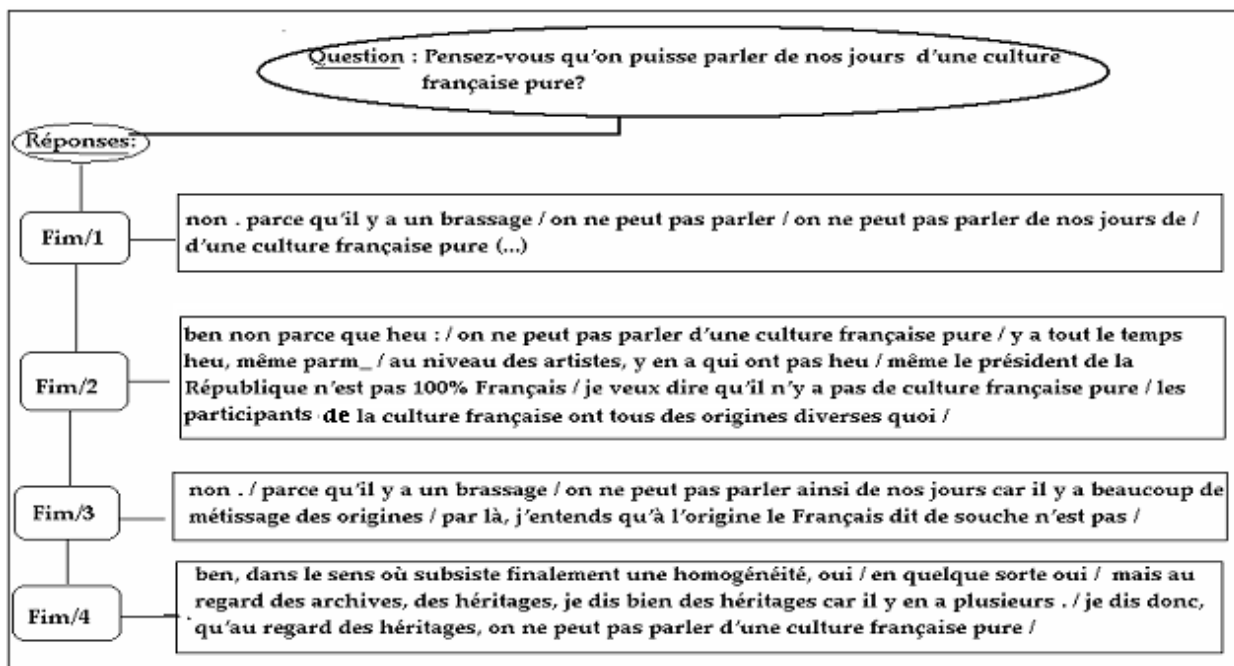 Question : Pensez-vous qu'on puisse parler de nos jours d'une culture
française pure?
Réponses:
Fim/1
non . parce qu'il y a un brassage / on ne peut pas parler / on ne peut pas parler de nos jours de /
d'une culture française pure (...)
Fim/2
ben non parce que heu : / on ne peut pas parler d'une culture française pure / y a tout le temps
heu, même parm_ / au niveau des artistes, y en a qui ont pas heu / même le président de la
République n'est pas 100% Français / je veux dire qu'il n'y a pas de culture française pure / les
participants de la culture française ont tous des origines diverses quoi /
Fim/3
non . / parce qu'il y a un brassage / on ne peut pas parler ainsi de nos jours car il y a beaucoup de
métissage des origines / par là, j'entends qu'à l'origine le Français dit de souche n'est pas /
Fim/4
ben, dans le sens où subsiste finalement une homogénéité, oui / en quelque sorte oui / mais au
regard des archives, des héritages, je dis bien des héritages car il y en a plusieurs . / je dis donc,
qu'au regard des héritages, on ne peut pas parler d'une culture française pure /